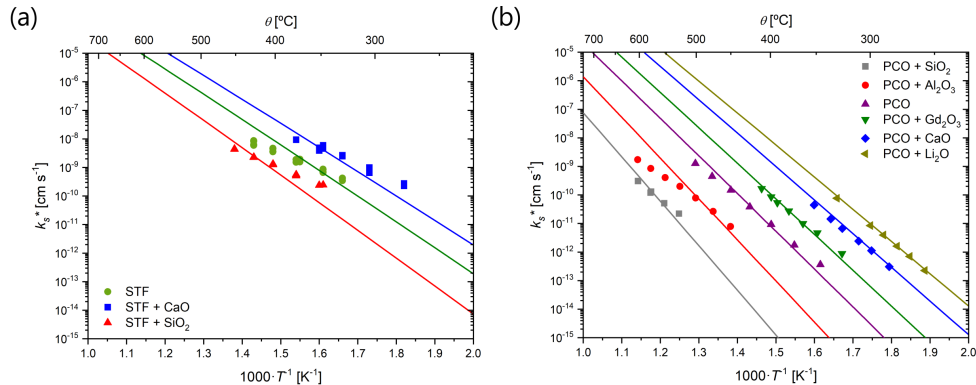 (a)
θ [ºC]
700 600 500 400 300
10⁻⁵
10⁻⁶
10⁻⁷
10⁻⁸
10⁻⁹
10⁻¹⁰
10⁻¹¹
10⁻¹²
10⁻¹³
10⁻¹⁴
10⁻¹⁵
kₛ* [cm s⁻¹]
STF
STF + CaO
STF + SiO₂
1.0 1.1 1.2 1.3 1.4 1.5 1.6 1.7 1.8 1.9 2.0
1000·T⁻¹ [K⁻¹]
(b)
θ [ºC]
700 600 500 400 300
10⁻⁵
10⁻⁶
10⁻⁷
10⁻⁸
10⁻⁹
10⁻¹⁰
10⁻¹¹
10⁻¹²
10⁻¹³
10⁻¹⁴
10⁻¹⁵
kₛ* [cm s⁻¹]
PCO + SiO₂
PCO + Al₂O₃
PCO
PCO + Gd₂O₃
PCO + CaO
PCO + Li₂O
1.0 1.1 1.2 1.3 1.4 1.5 1.6 1.7 1.8 1.9 2.0
1000·T⁻¹ [K⁻¹]